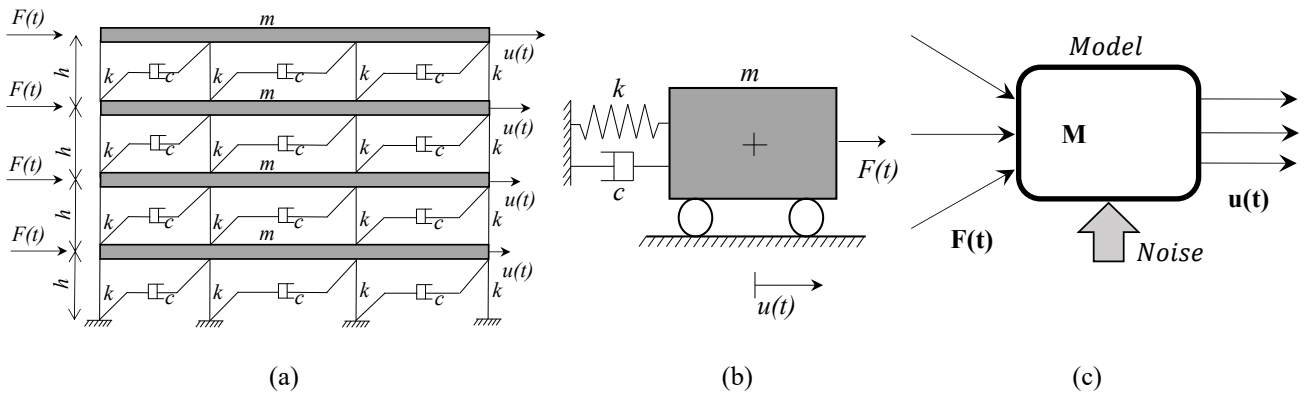 F(t) m u(t)
h k c c c k
F(t) m u(t)
h k k c k c k c k
F(t) m u(t)
h k k c k c k c k
F(t) m u(t)
h k k c k c k c k
k
c
m
F(t)
u(t)
Model
M
F(t)
u(t)
Noise
(a) (b) (c)